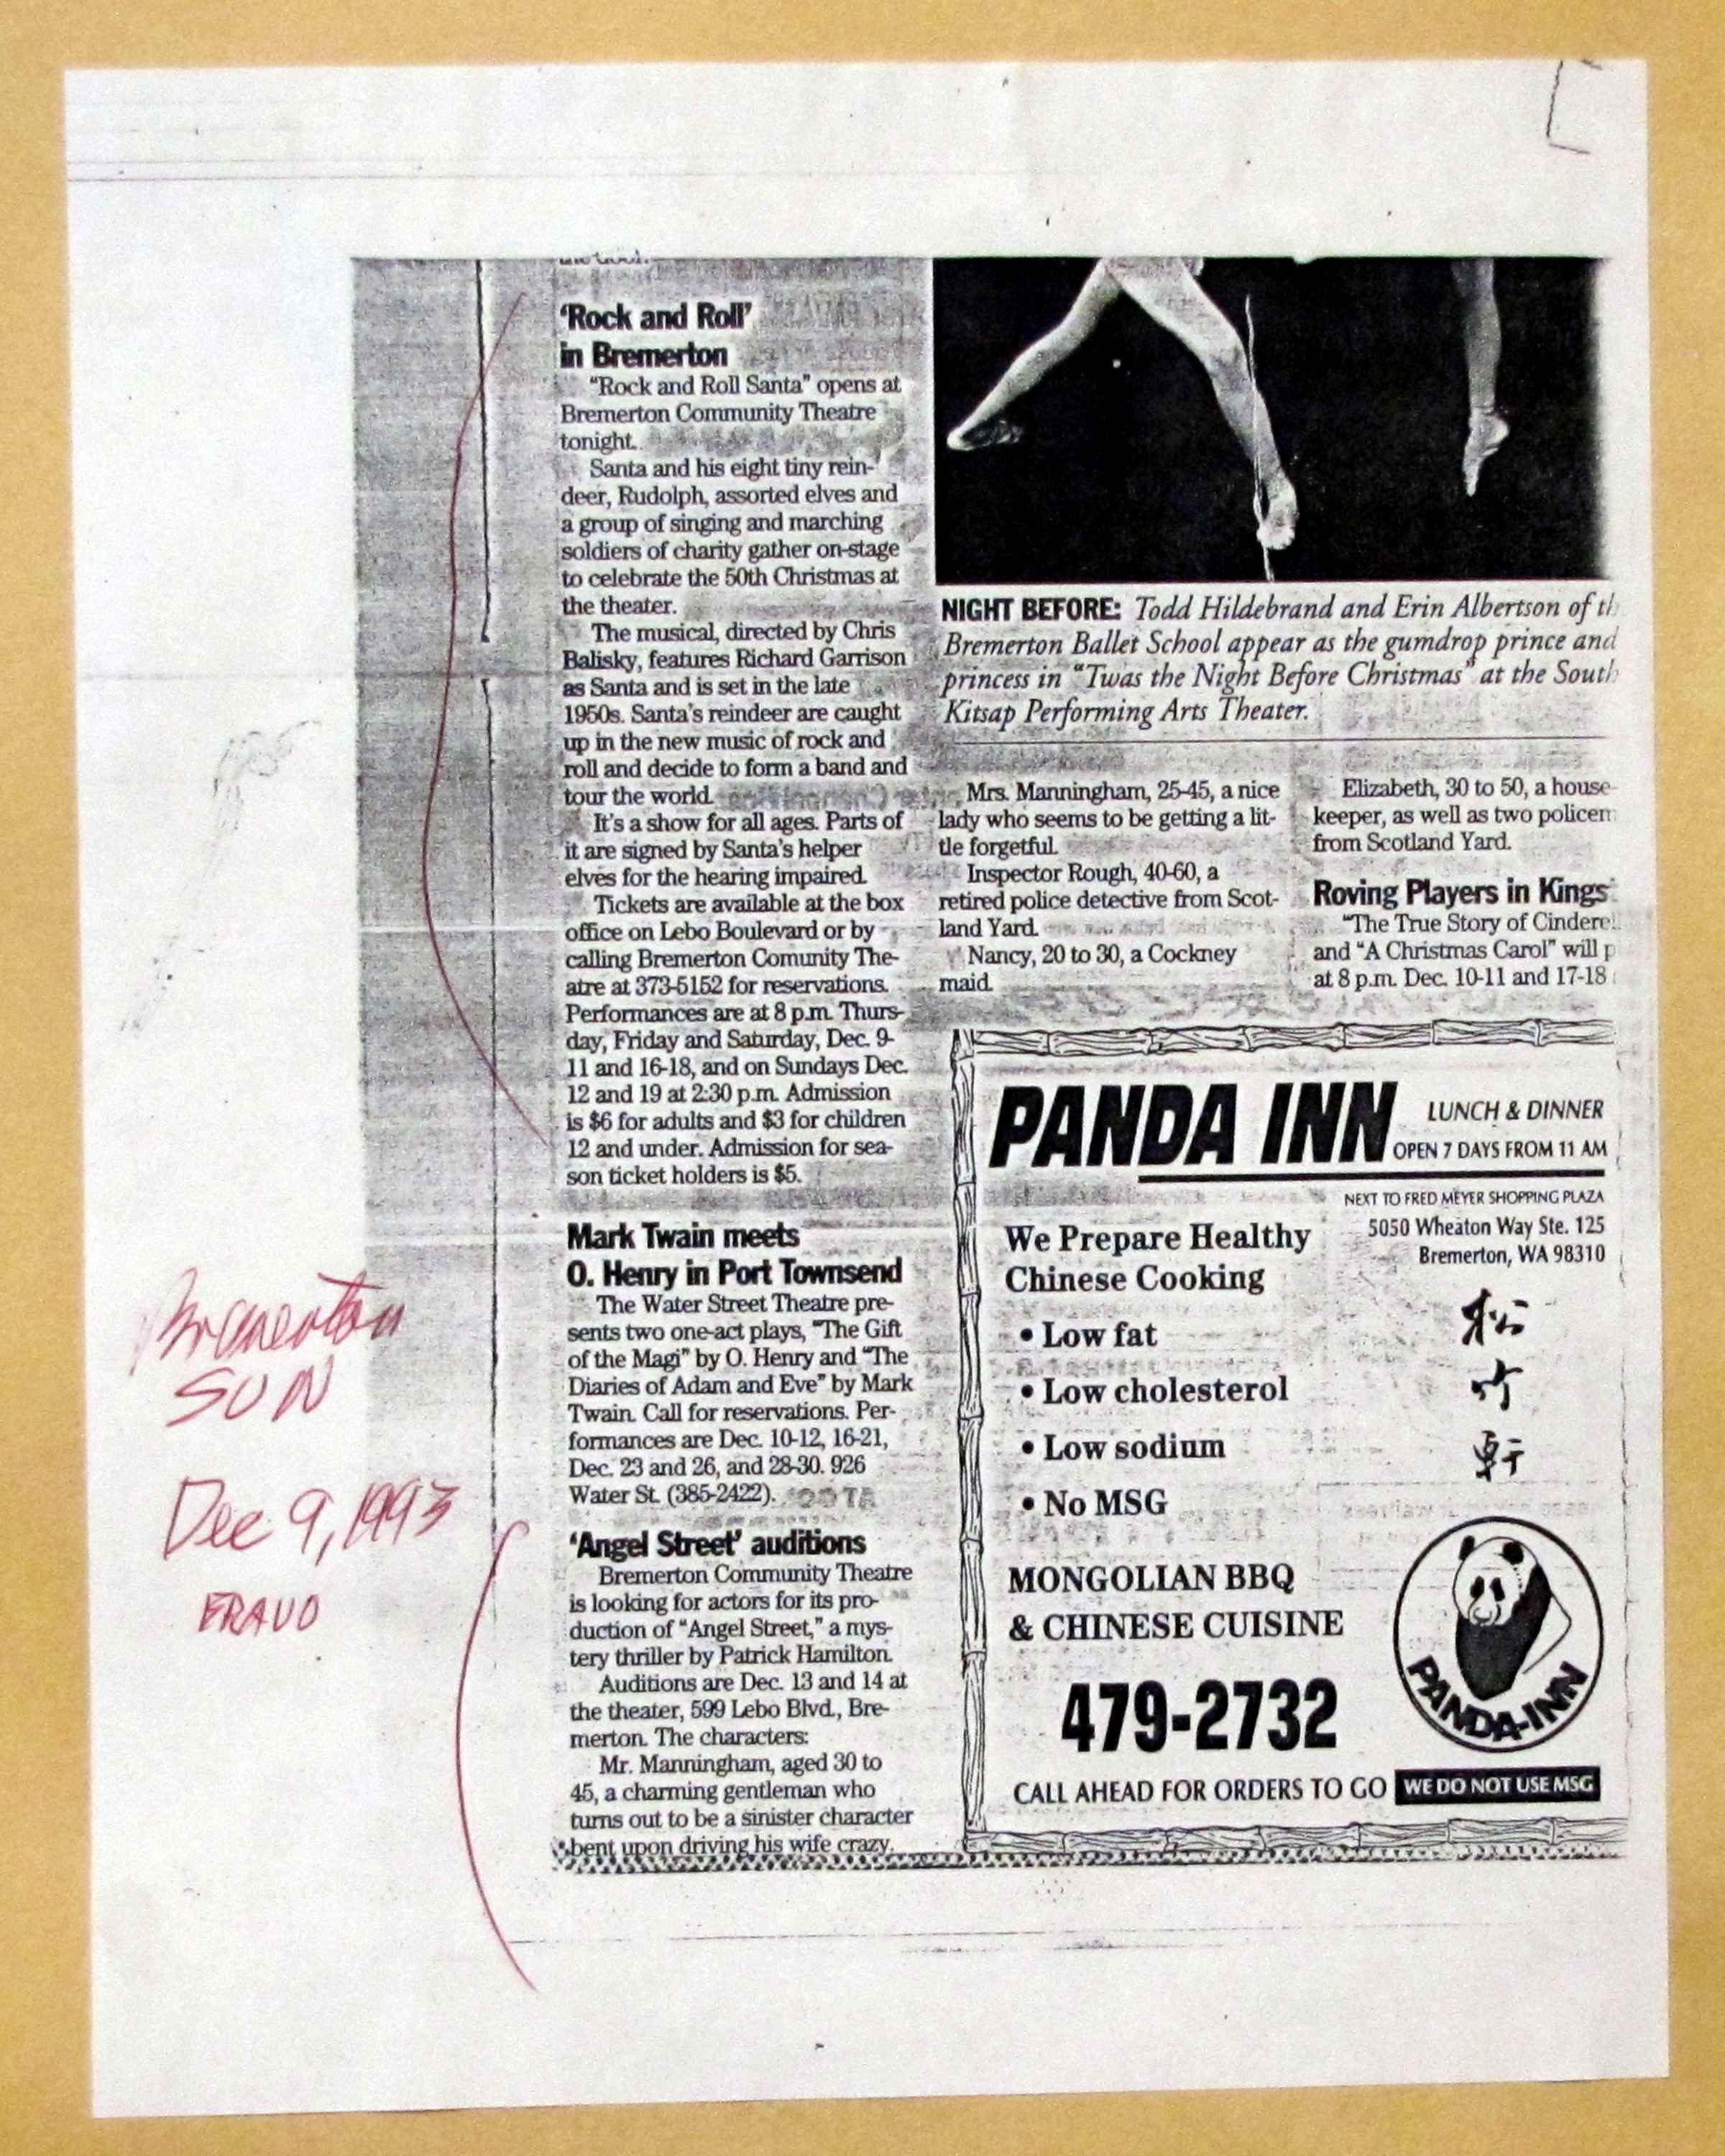 ‘Rock and Roll’
in Bremerton
“Rock and Roll Santa” opens at
Bremerton Community Theatre
tonight.
Santa and his eight tiny rein-
deer, Rudolph, assorted elves and
a group of singing and marching
soldiers of charity gather on-stage
to celebrate the 50th Christmas at
the theater.
The musical, directed by Chris
Balisky, features Richard Garrison
as Santa and is set in the late
1950s. Santa’s reindeer are caught
up in the new music of rock and
roll and decide to form a band and
tour the world.
It’s a show for all ages. Parts of
it are signed by Santa’s helper
elves for the hearing impaired.
Tickets are available at the box
office on Lebo Boulevard or by
calling Bremerton Comunity The-
atre at 373-5152 for reservations.
Performances are at 8 p.m. Thurs-
day, Friday and Saturday, Dec. 9-
11 and 16-18, and on Sundays Dec.
12 and 19 at 2:30 p.m. Admission
is $6 for adults and $3 for children
12 and under. Admission for sea-
son ticket holders is $5.
Mark Twain meets
O. Henry in Port Townsend
The Water Street Theatre pre-
sents two one-act plays, “The Gift
of the Magi” by O. Henry and “The
Diaries of Adam and Eve” by Mark
Twain. Call for reservations. Per-
formances are Dec. 10-12, 16-21,
Dec. 23 and 26, and 28-30. 926
Water St. (385-2422).
‘Angel Street’ auditions
Bremerton Community Theatre
is looking for actors for its pro-
duction of “Angel Street,” a mys-
tery thriller by Patrick Hamilton.
Auditions are Dec. 13 and 14 at
the theater, 599 Lebo Blvd., Bre-
merton. The characters:
Mr. Manningham, aged 30 to
45, a charming gentleman who
turns out to be a sinister character
bent upon driving his wife crazy.
NIGHT BEFORE: Todd Hildebrand and Erin Albertson of th
Bremerton Ballet School appear as the gumdrop prince and
princess in “Twas the Night Before Christmas” at the South
Kitsap Performing Arts Theater.
Mrs. Manningham, 25-45, a nice
lady who seems to be getting a lit-
tle forgetful.
Inspector Rough, 40-60, a
retired police detective from Scot-
land Yard.
Nancy, 20 to 30, a Cockney
maid.
Elizabeth, 30 to 50, a house-
keeper, as well as two policem
from Scotland Yard.
Roving Players in Kings
“The True Story of Cinderel
and “A Christmas Carol” will p
at 8 p.m. Dec. 10-11 and 17-18
PANDA INN
LUNCH & DINNER
OPEN 7 DAYS FROM 11 AM
NEXT TO FRED MEYER SHOPPING PLAZA
5050 Wheaton Way Ste. 125
Bremerton, WA 98310
We Prepare Healthy
Chinese Cooking
• Low fat
• Low cholesterol
• Low sodium
• No MSG
松
竹
軒
MONGOLIAN BBQ
& CHINESE CUISINE
PANDA-INN
479-2732
CALL AHEAD FOR ORDERS TO GO
WE DO NOT USE MSG
Bremerton
SUN
Dec 9, 1993
FRAUD